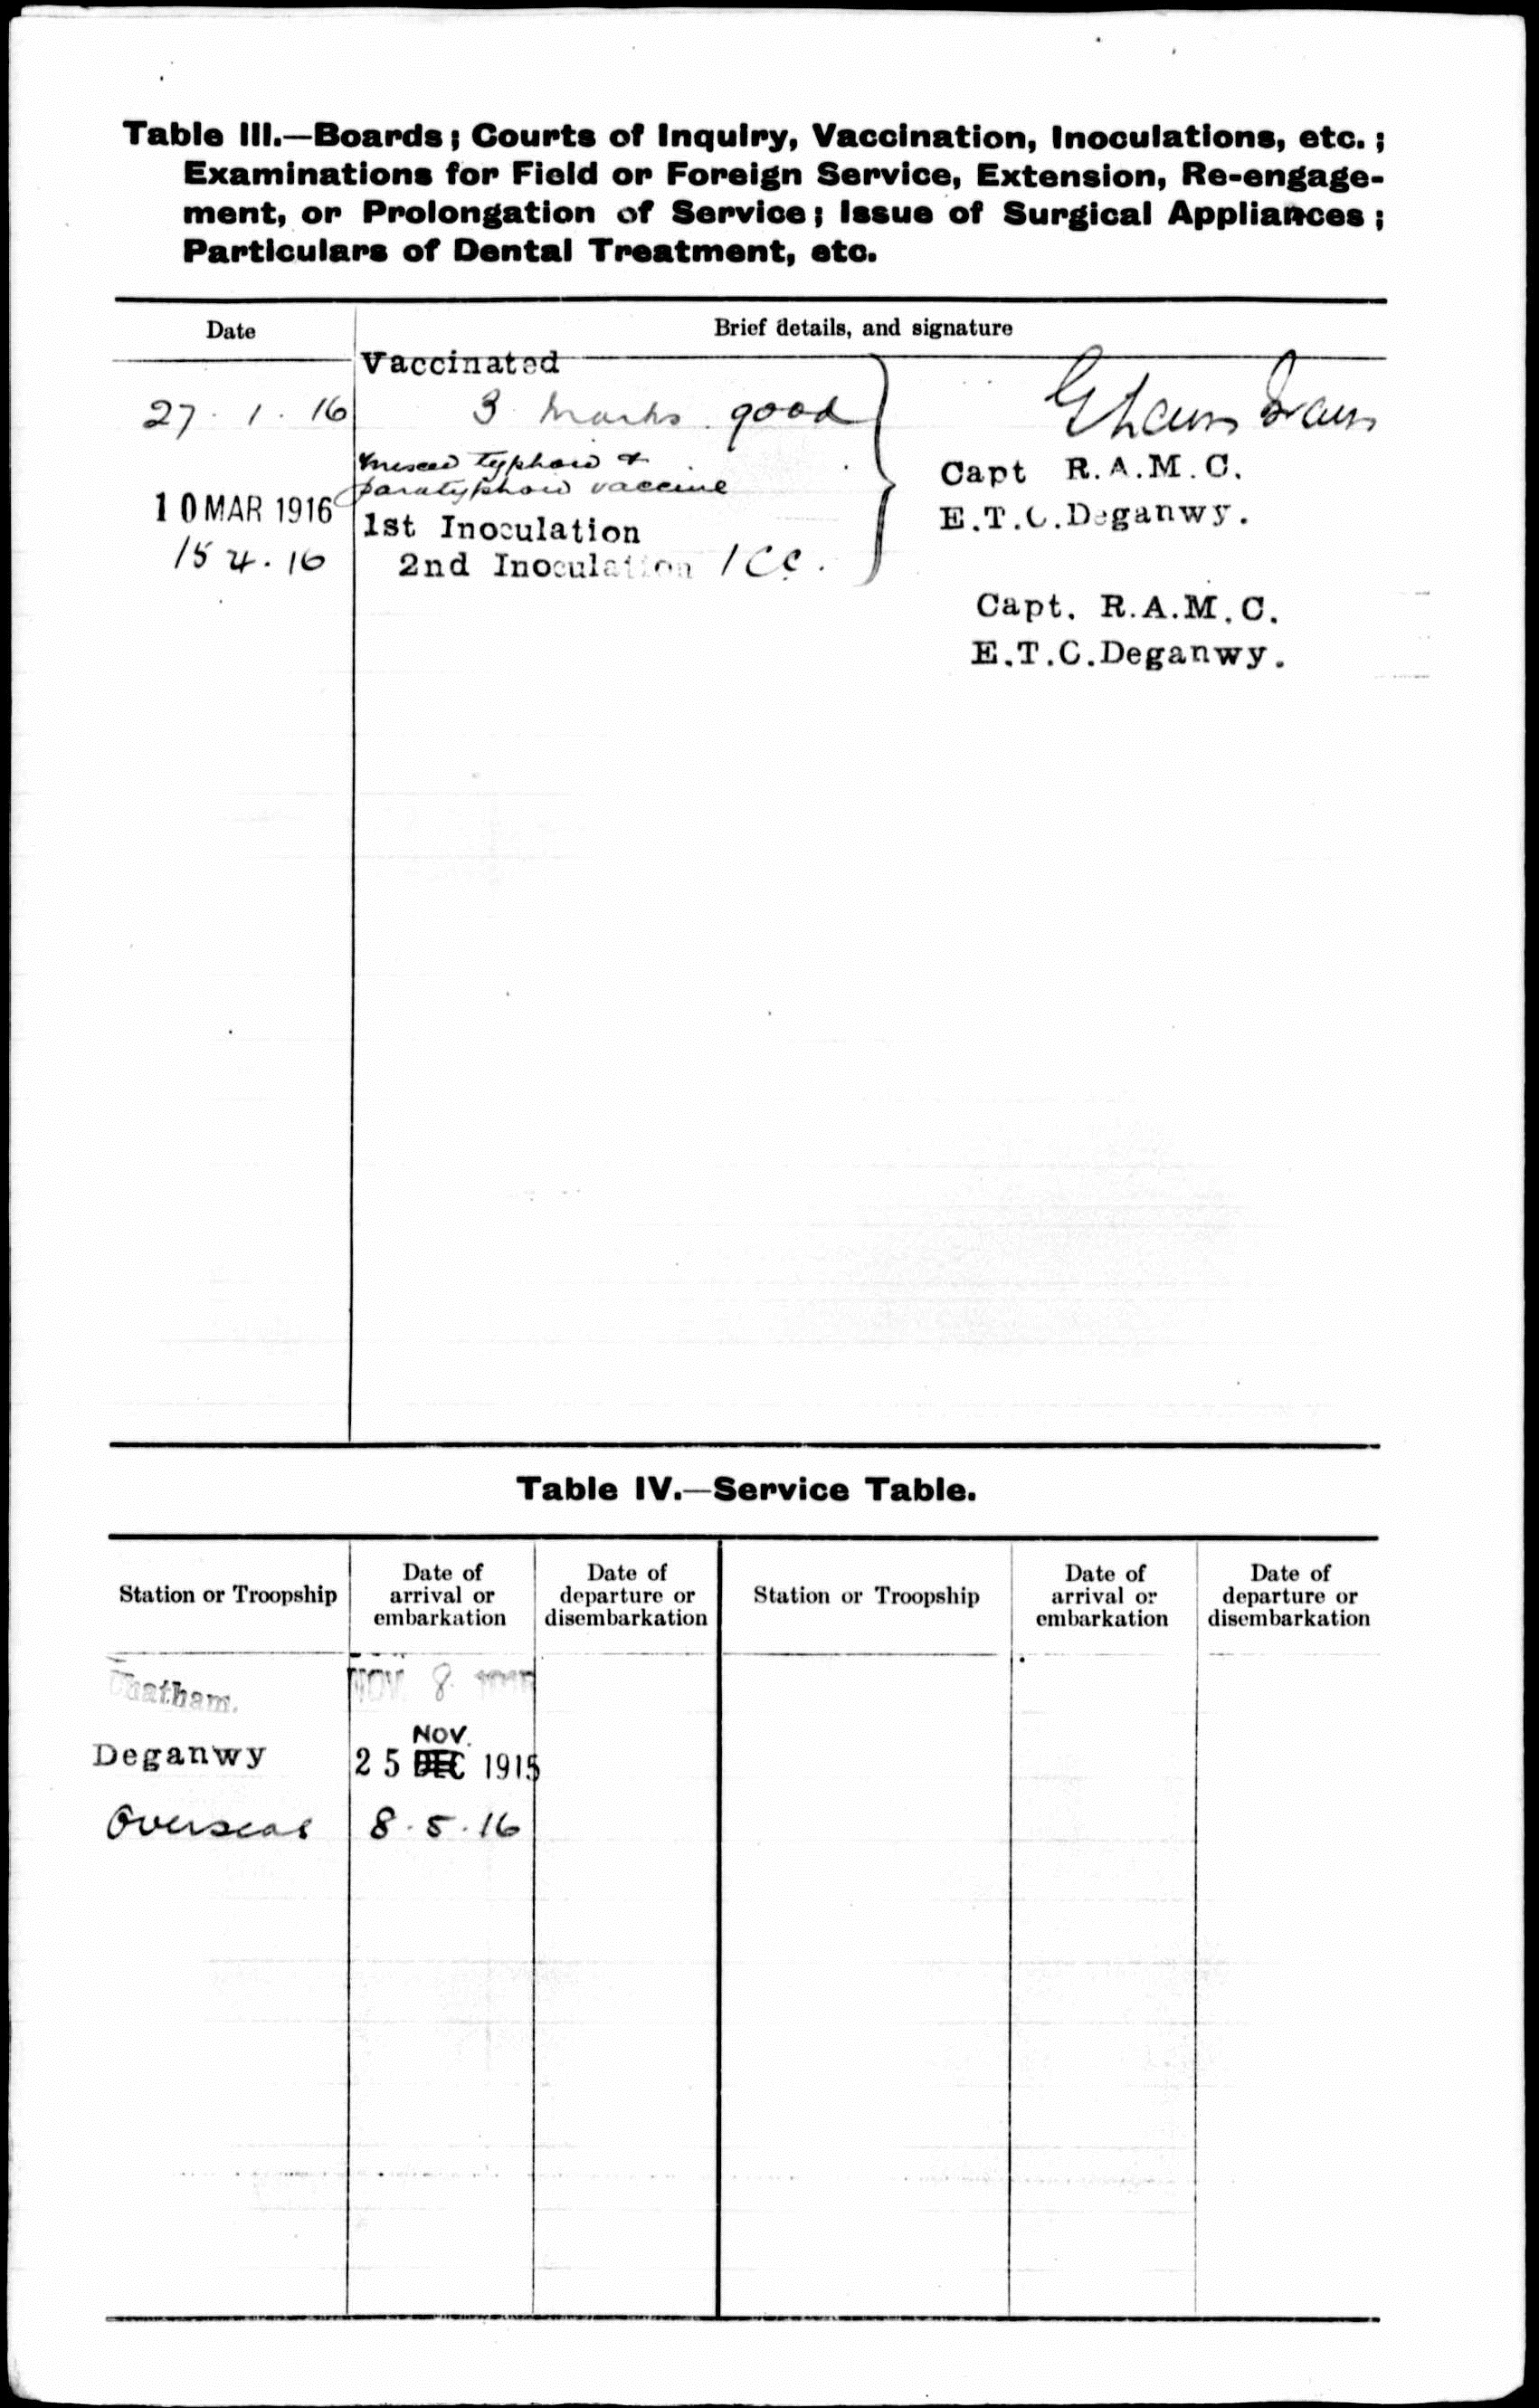 Table III.—Boards; Courts of Inquiry, Vaccination, Inoculations, etc.;
Examinations for Field or Foreign Service, Extension, Re-engage-
ment, or Prolongation of Service; Issue of Surgical Appliances;
Particulars of Dental Treatment, etc.
Date
Brief details, and signature
Vaccinated
27. 1. 16
3 marks good
mixed typhoid &
paratyphoid vaccine
10 MAR 1916
1st Inoculation
15 4. 16
2nd Inoculation 1 CC.
Capt R.A.M.C.
E.T.C.Deganwy.
Capt. R.A.M.C.
E.T.C.Deganwy.
Table IV.—Service Table.
Station or Troopship
Date of
arrival or
embarkation
Date of
departure or
disembarkation
Station or Troopship
Date of
arrival or
embarkation
Date of
departure or
disembarkation
Chatham. NOV 8
NOV.
Deganwy 25 DEC 1915
Overseas 8.5.16